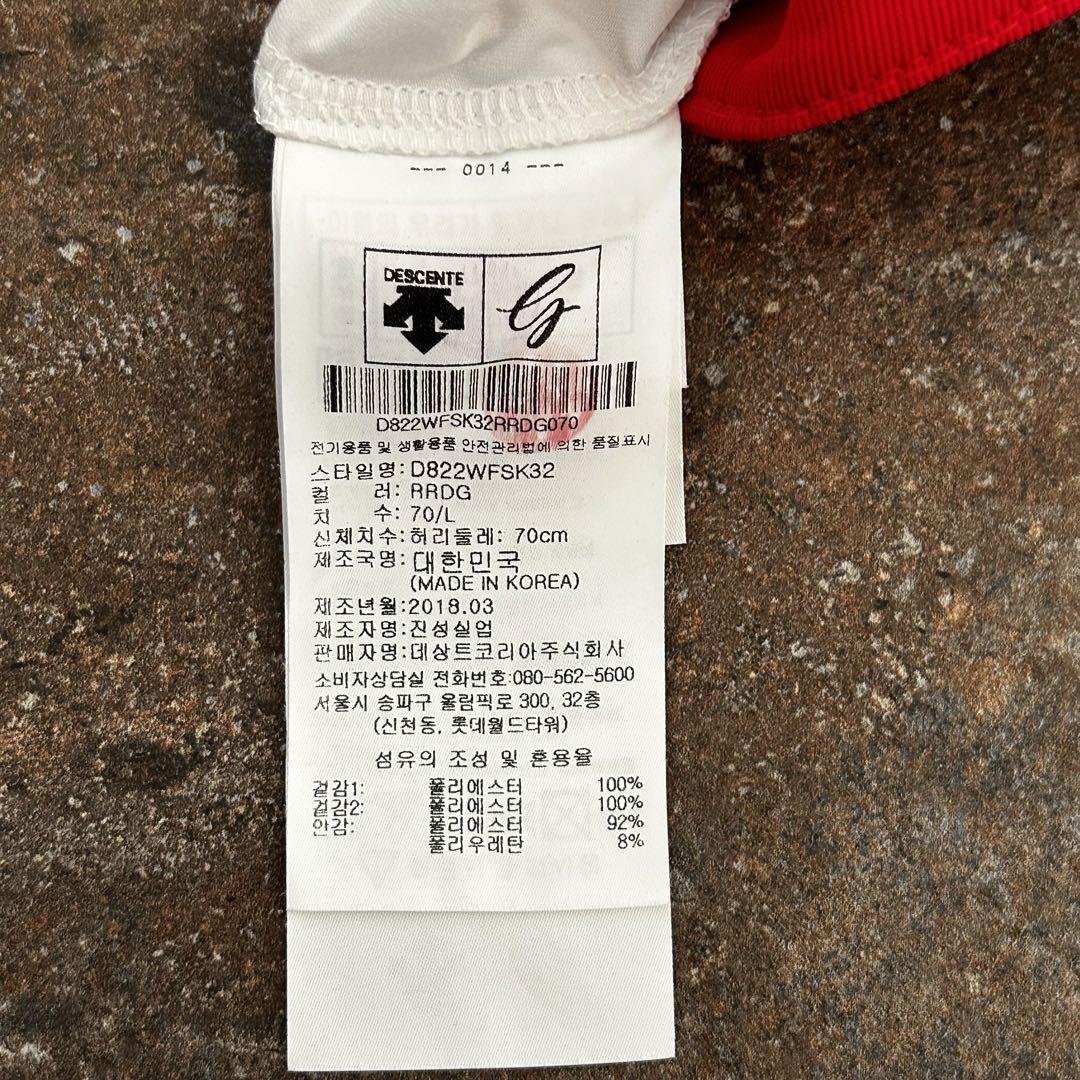 --- 0014 ---
DESCENTE
D822WFSK32RRDG070
전기용품 및 생활용품 안전관리법에 의한 품질표시
스타일명: D822WFSK32
컬 러: RRDG
치 수: 70/L
신체치수: 허리둘레: 70cm
제조국명: 대한민국
(MADE IN KOREA)
제조년월: 2018.03
제조자명: 진성실업
판매자명: 데상트코리아주식회사
소비자상담실 전화번호: 080-562-5600
서울시 송파구 올림픽로 300, 32층
(신천동, 롯데월드타워)
섬유의 조성 및 혼용율
겉감1: 폴리에스터 100%
겉감2: 폴리에스터 100%
안감: 폴리에스터 92%
폴리우레탄 8%